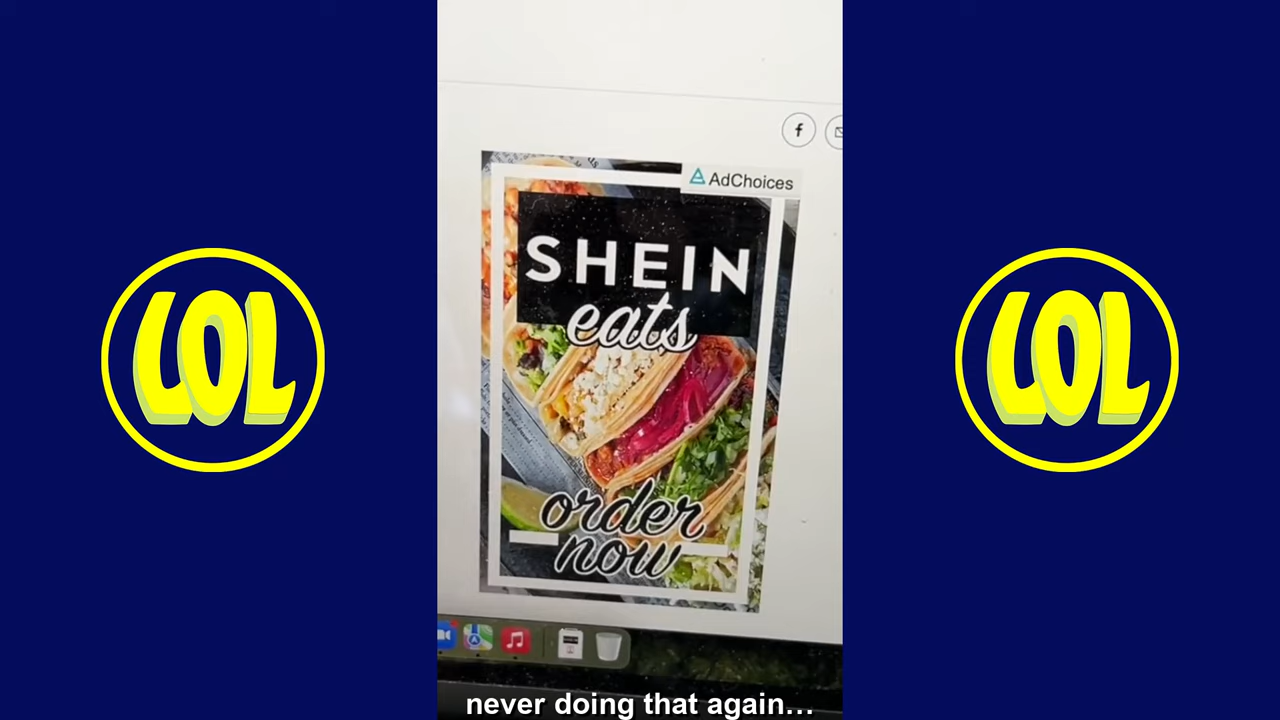 LOL
f
AdChoices
SHEIN
eats
order
now
LOL
never doing that again...